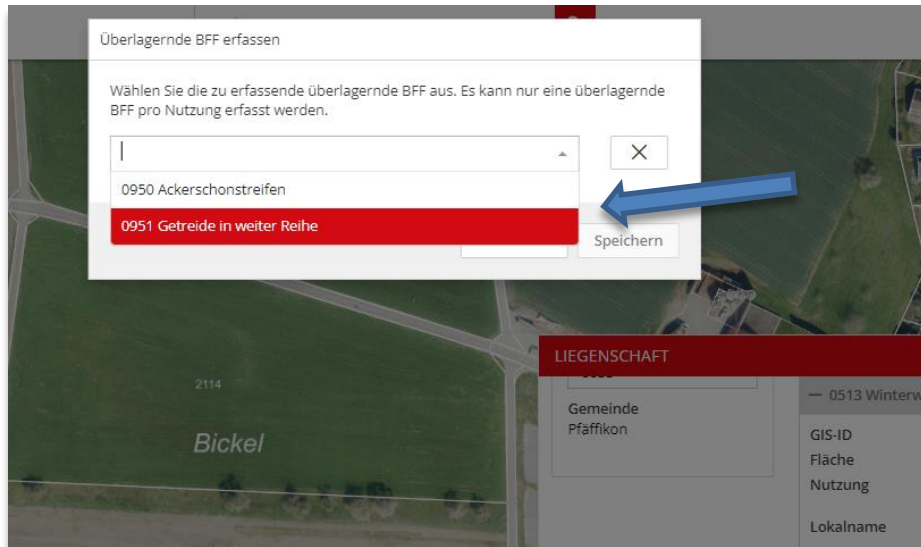 Überlagernde BFF erfassen
Wählen Sie die zu erfassende überlagernde BFF aus. Es kann nur eine überlagernde
BFF pro Nutzung erfasst werden.
0950 Ackerschonstreifen
0951 Getreide in weiter Reihe
Speichern
LIEGENSCHAFT
2114
Bickel
Gemeinde
Pfäffikon
— 0513 Winterw
GIS-ID
Fläche
Nutzung
Lokalname